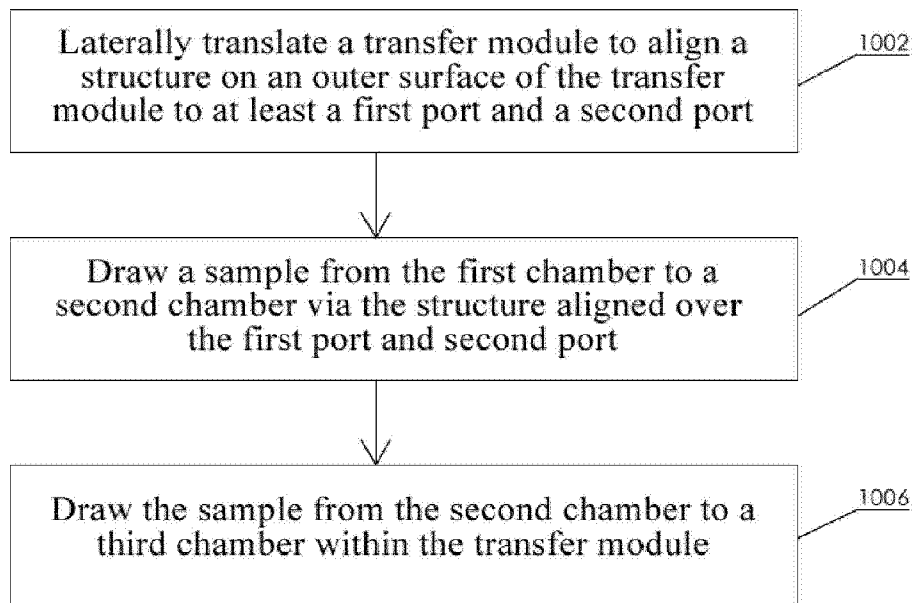 Laterally translate a transfer module to align a
structure on an outer surface of the transfer
module to at least a first port and a second port
1002
Draw a sample from the first chamber to a
second chamber via the structure aligned over
the first port and second port
1004
Draw the sample from the second chamber to a
third chamber within the transfer module
1006